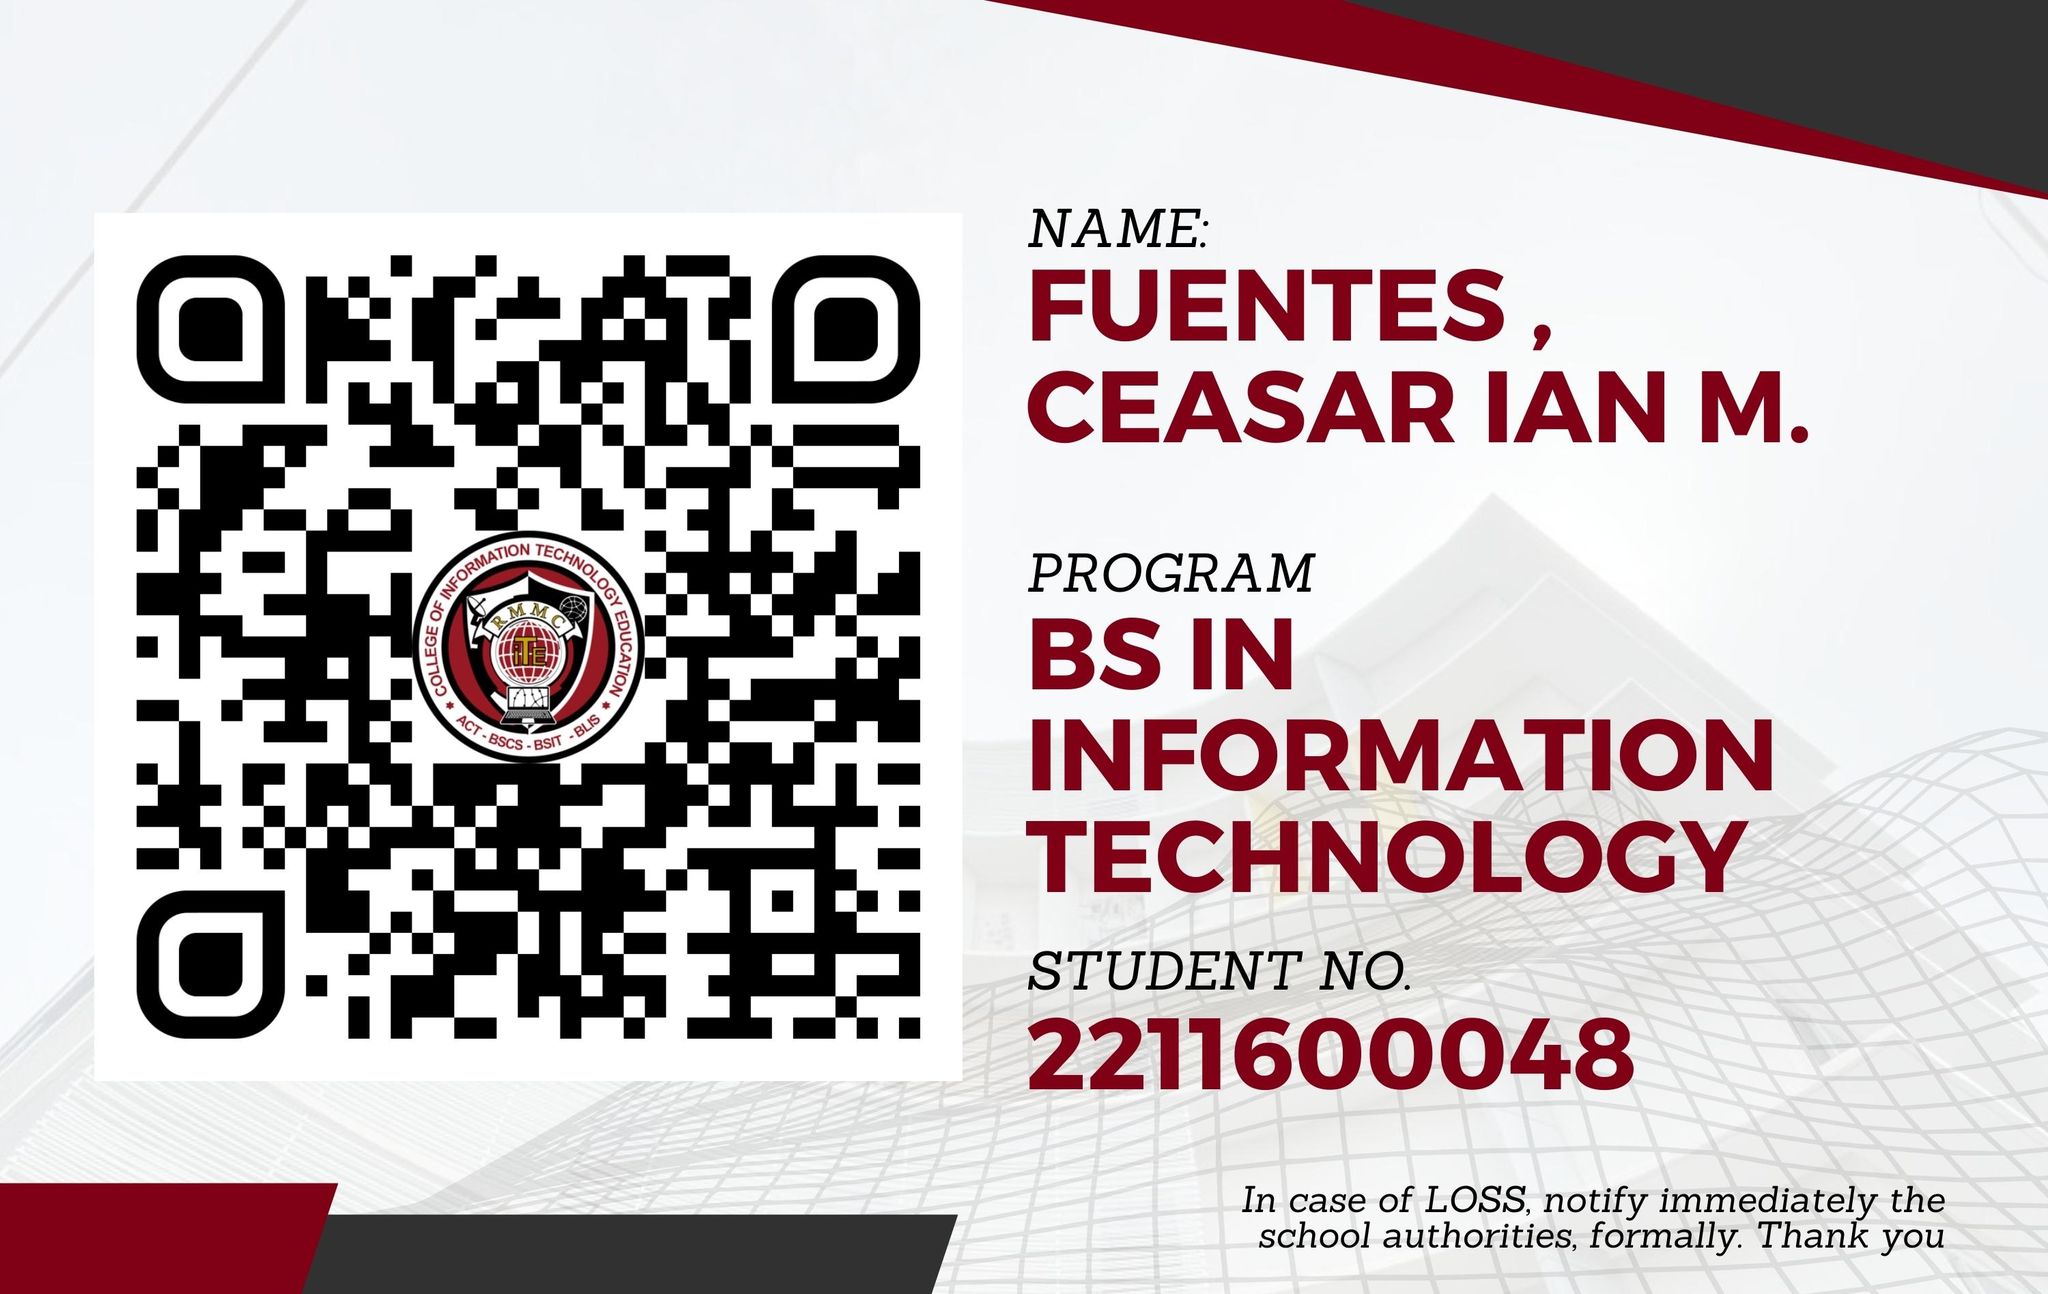 NAME:
FUENTES ,
CEASAR IAN M.
PROGRAM
BS IN
INFORMATION
TECHNOLOGY
STUDENT NO.
2211600048
COLLEGE OF INFORMATION TECHNOLOGY EDUCATION
RMMC
iTE
ACT - BSCS - BSIT - BLIS
In case of LOSS, notify immediately the
school authorities, formally. Thank you